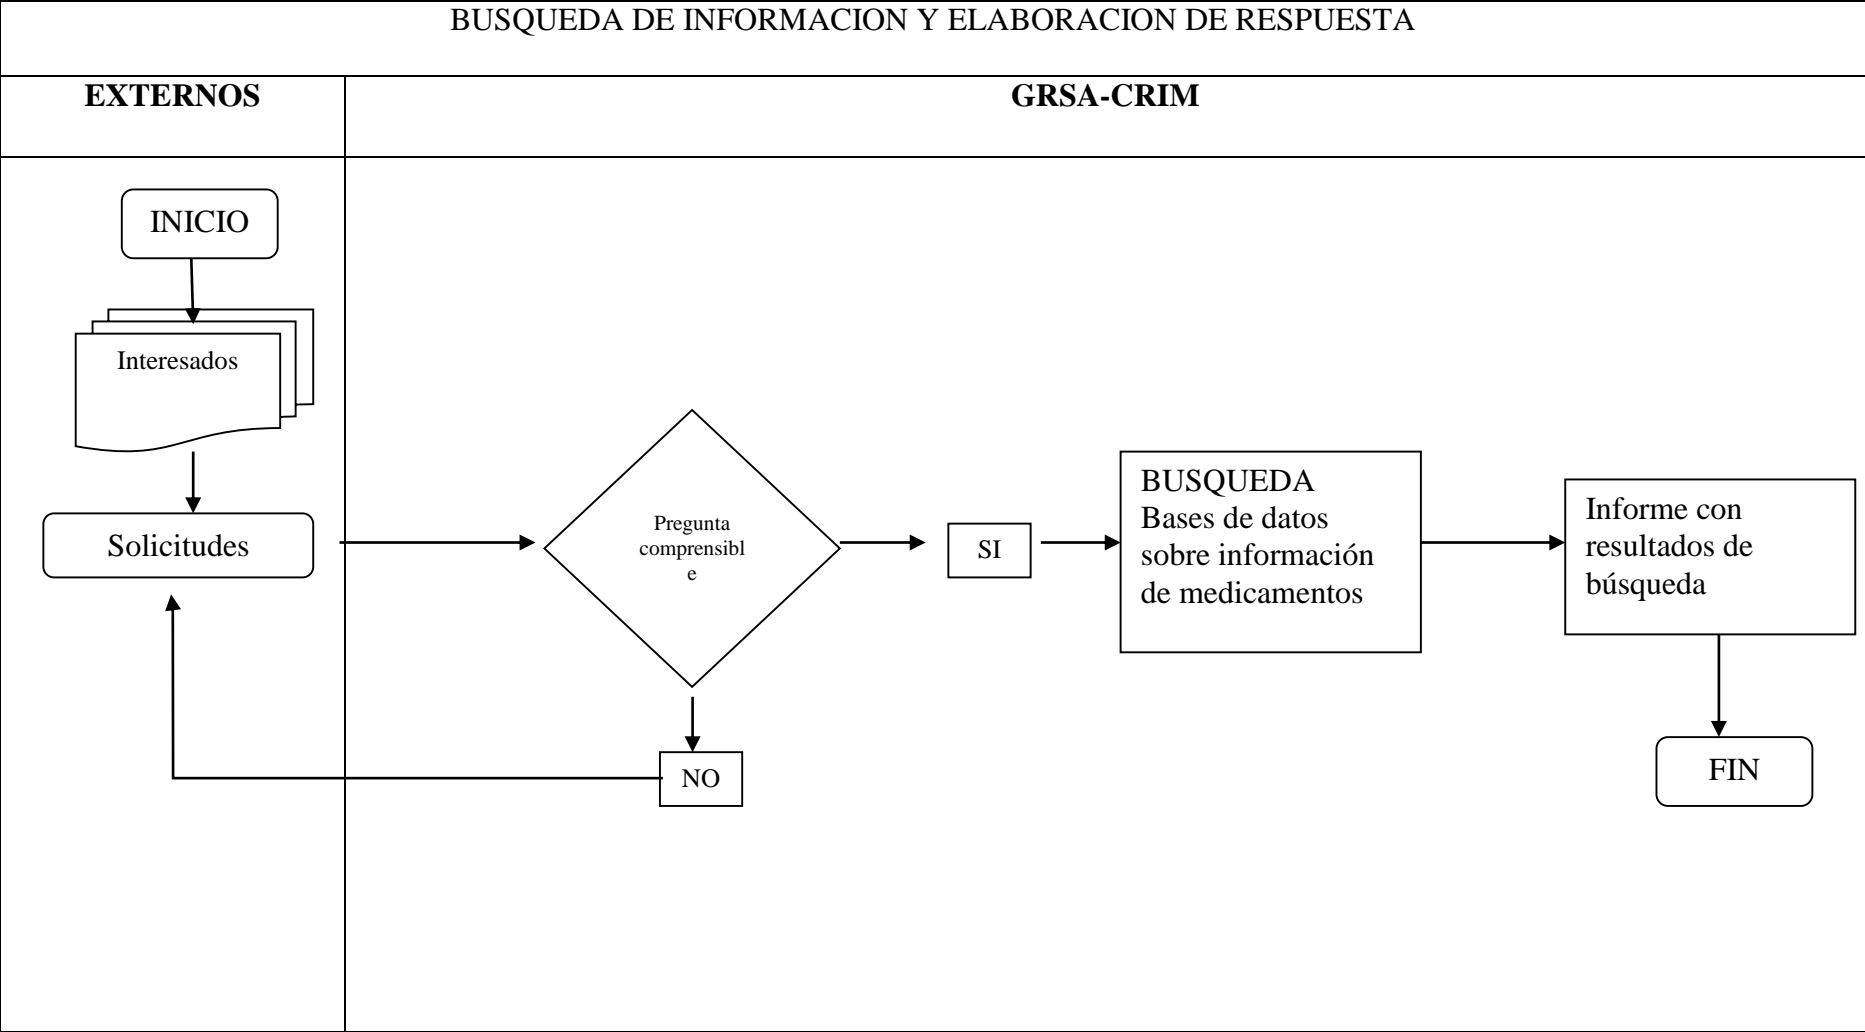 BUSQUEDA DE INFORMACION Y ELABORACION DE RESPUESTA
EXTERNOS
GRSA-CRIM
INICIO
Interesados
Solicitudes
Pregunta
comprensibl
e
SI
NO
BUSQUEDA
Bases de datos
sobre información
de medicamentos
Informe con
resultados de
búsqueda
FIN